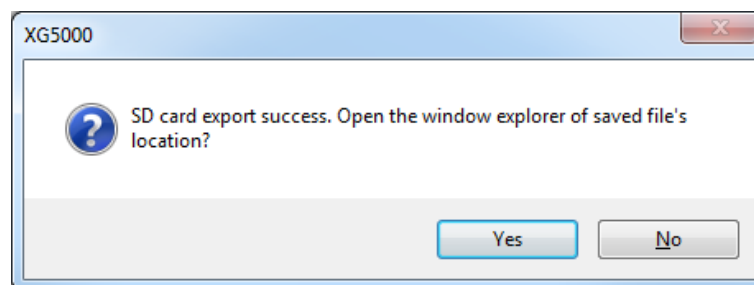 XG5000
SD card export success. Open the window explorer of saved file's
location?
Yes
No